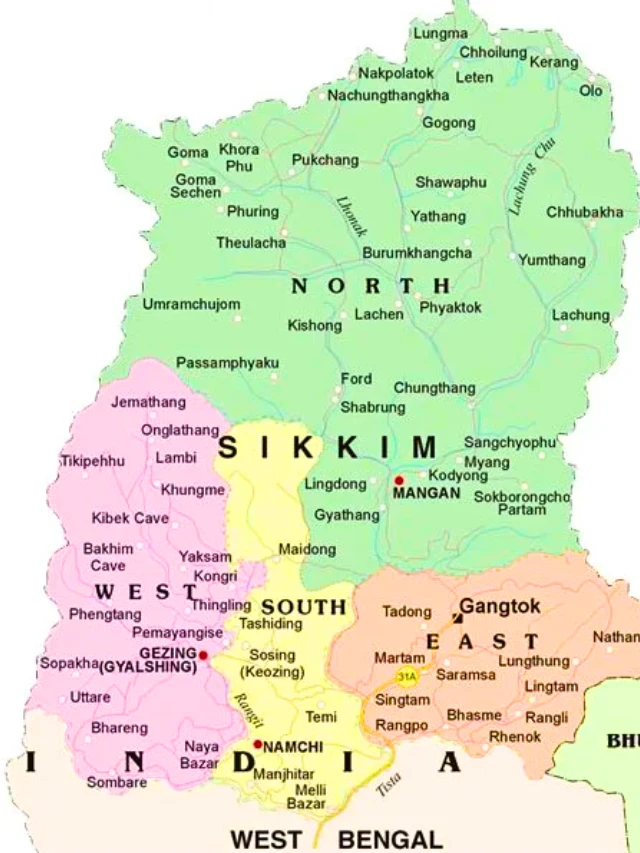 Lungma
Chhoilung
Kerang
Nakpolatok
Leten
Olo
Nachungthangkha
Gogong
Goma
Khora
Phu
Pukchang
Lachung Chu
Goma
Sechen
Shawaphu
Phuring
Lhonak
Yathang
Chhubakha
Theulacha
Burumkhangcha
Yumthang
NORTH
Umramchujom
Lachen
Phyaktok
Kishong
Lachung
Passamphyaku
Ford
Chungthang
Shabrung
Jemathang
Onglathang
SIKKIM
Sangchyophu
Tikipehhu
Lambi
Myang
Kodyong
Khungme
Lingdong
MANGAN
Sokborongcho
Partam
Kibek Cave
Gyathang
Bakhim
Cave
Yaksam
Maidong
Kongri
WEST
Thingling
SOUTH
Tadong
Gangtok
Phengtang
Tashiding
Pemayangise
EAST
Nathan
GEZING
(GYALSHING)
Sosing
(Keozing)
Martam
Lungthung
Sopakha
31A
Saramsa
Uttare
Singtam
Lingtam
Rangit
Temi
Bhasme
Rangli
Bhareng
Rangpo
Rhenok
BHU
Naya
Bazar
NAMCHI
INDIA
Sombare
Manjhitar
Melli
Bazar
Tista
WEST BENGAL